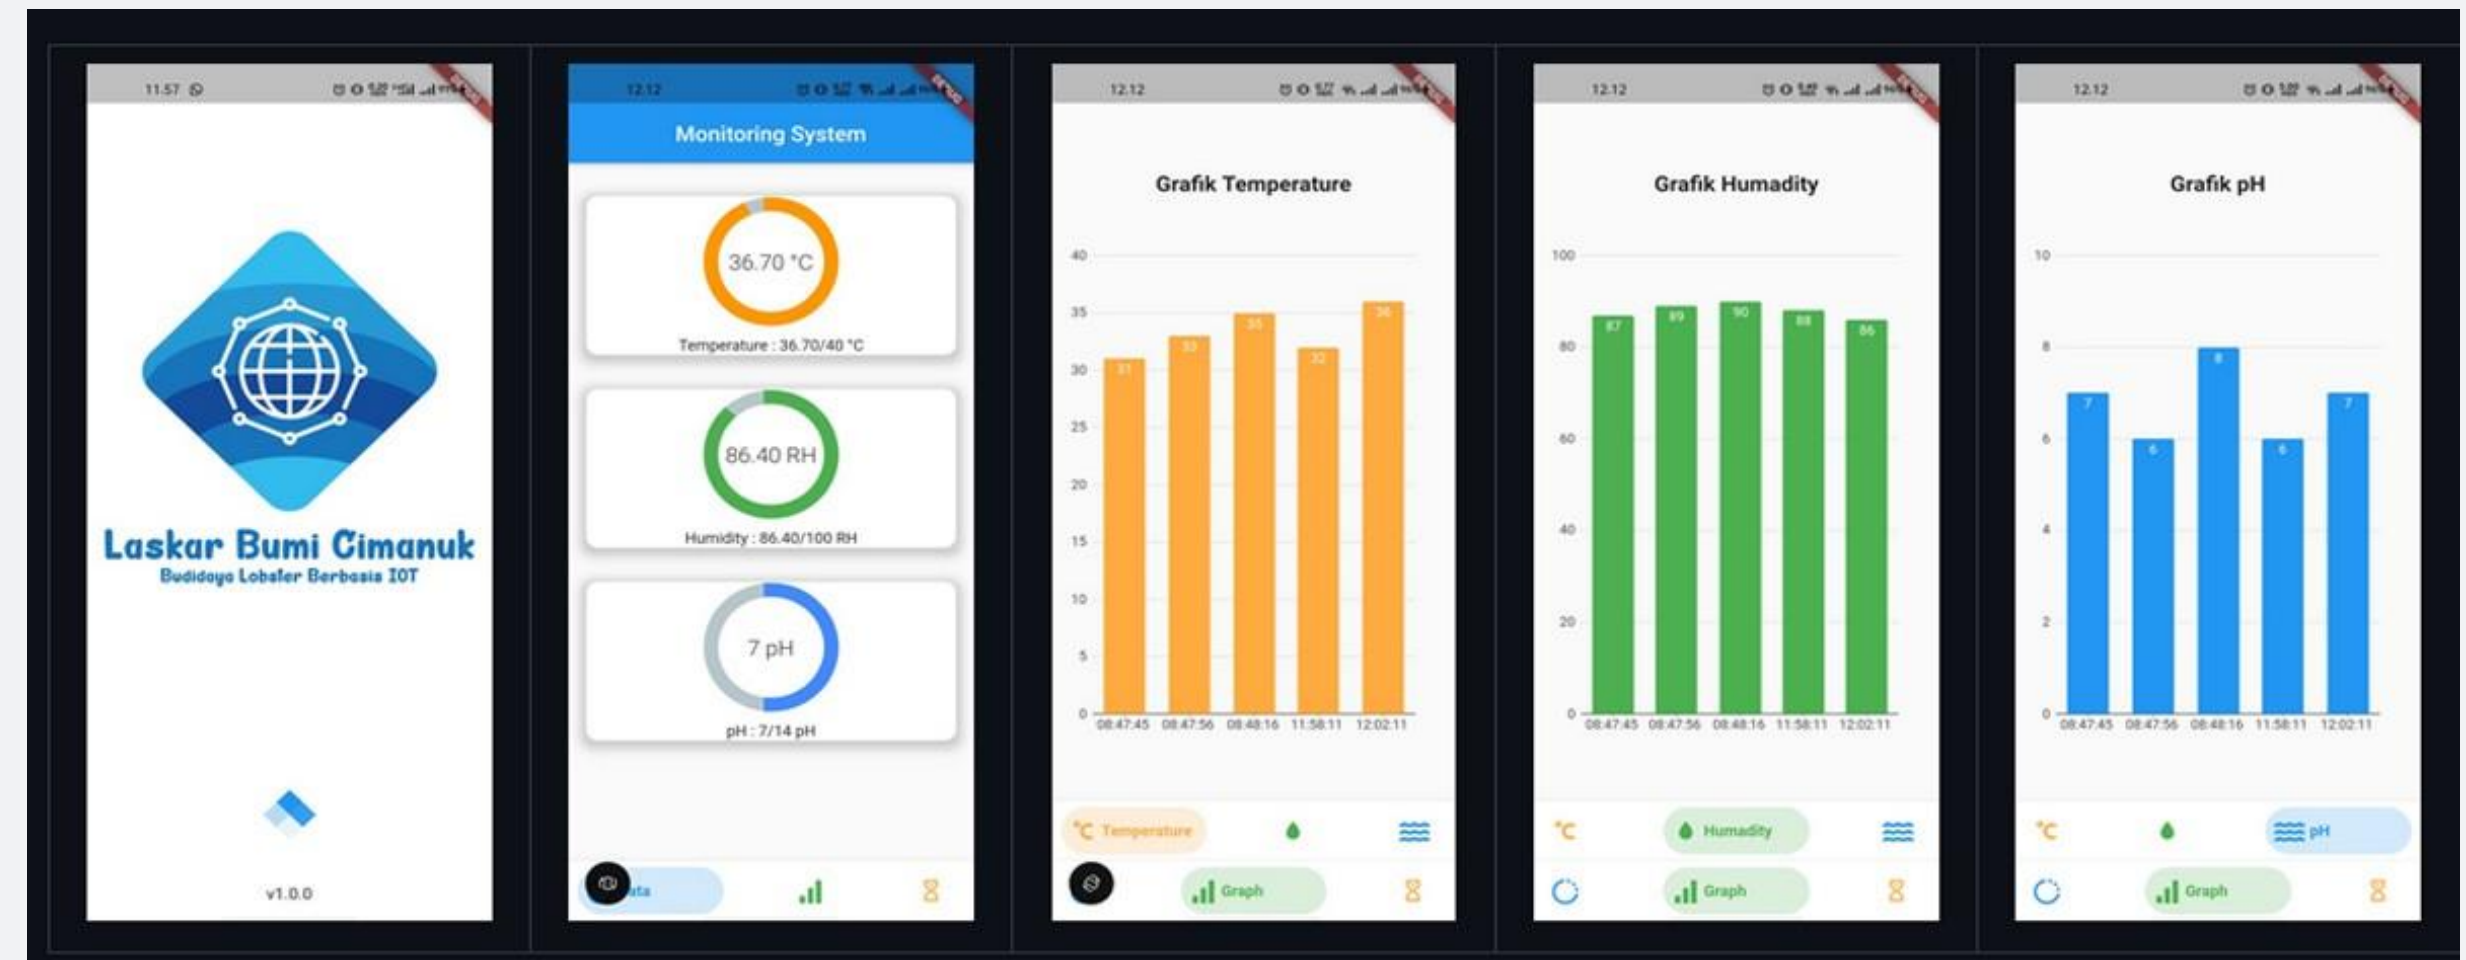 11.57
Laskar Bumi Cimanuk
Budidaya Lobster Berbasis IOT
v1.0.0
12.12
Monitoring System
36.70 °C
Temperature : 36.70/40 °C
86.40 RH
Humidity : 86.40/100 RH
7 pH
pH : 7/14 pH
ata
12.12
Grafik Temperature
40
35
30
25
20
15
10
5
0
31
33
35
32
36
08:47:45 08:47:56 08:48:16 11:58:11 12:02:11
°C Temperature
Graph
12.12
Grafik Humadity
100
80
60
40
20
0
87
89
90
88
86
08:47:45 08:47:56 08:48:16 11:58:11 12:02:11
°C
Humadity
Graph
12.12
Grafik pH
10
8
6
4
2
0
7
6
8
6
7
08:47:45 08:47:56 08:48:16 11:58:11 12:02:11
°C
pH
Graph